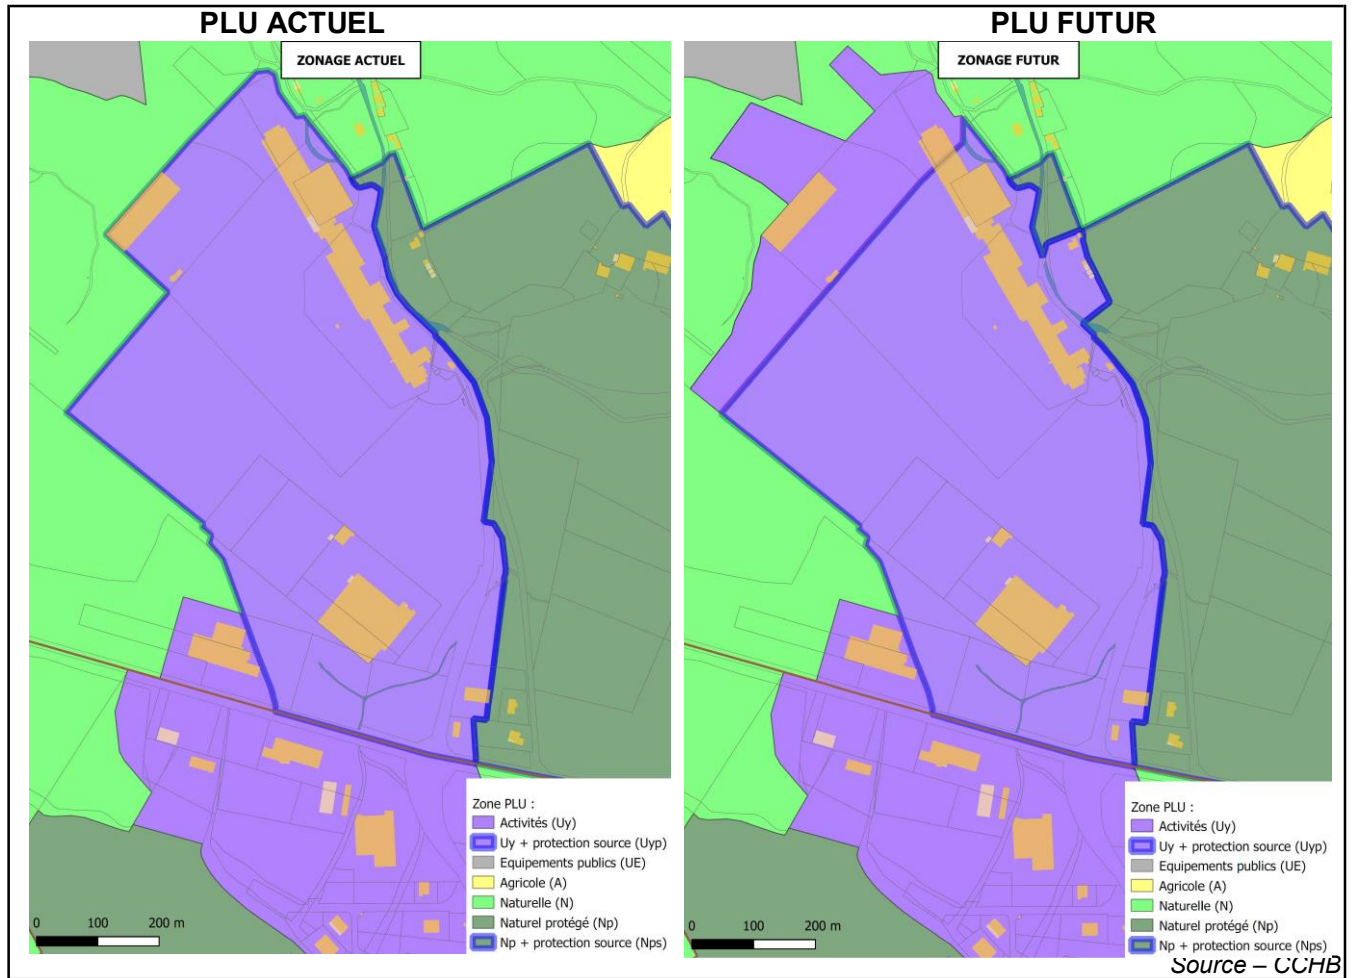 PLU ACTUEL
PLU FUTUR
ZONAGE ACTUEL
Zone PLU :
Activités (Uy)
Uy + protection source (Uyp)
Equipements publics (UE)
Agricole (A)
Naturelle (N)
Naturel protégé (Np)
Np + protection source (Nps)
0 100 200 m
ZONAGE FUTUR
Zone PLU :
Activités (Uy)
Uy + protection source (Uyp)
Equipements publics (UE)
Agricole (A)
Naturelle (N)
Naturel protégé (Np)
Np + protection source (Nps)
0 100 200 m
Source – CCHB